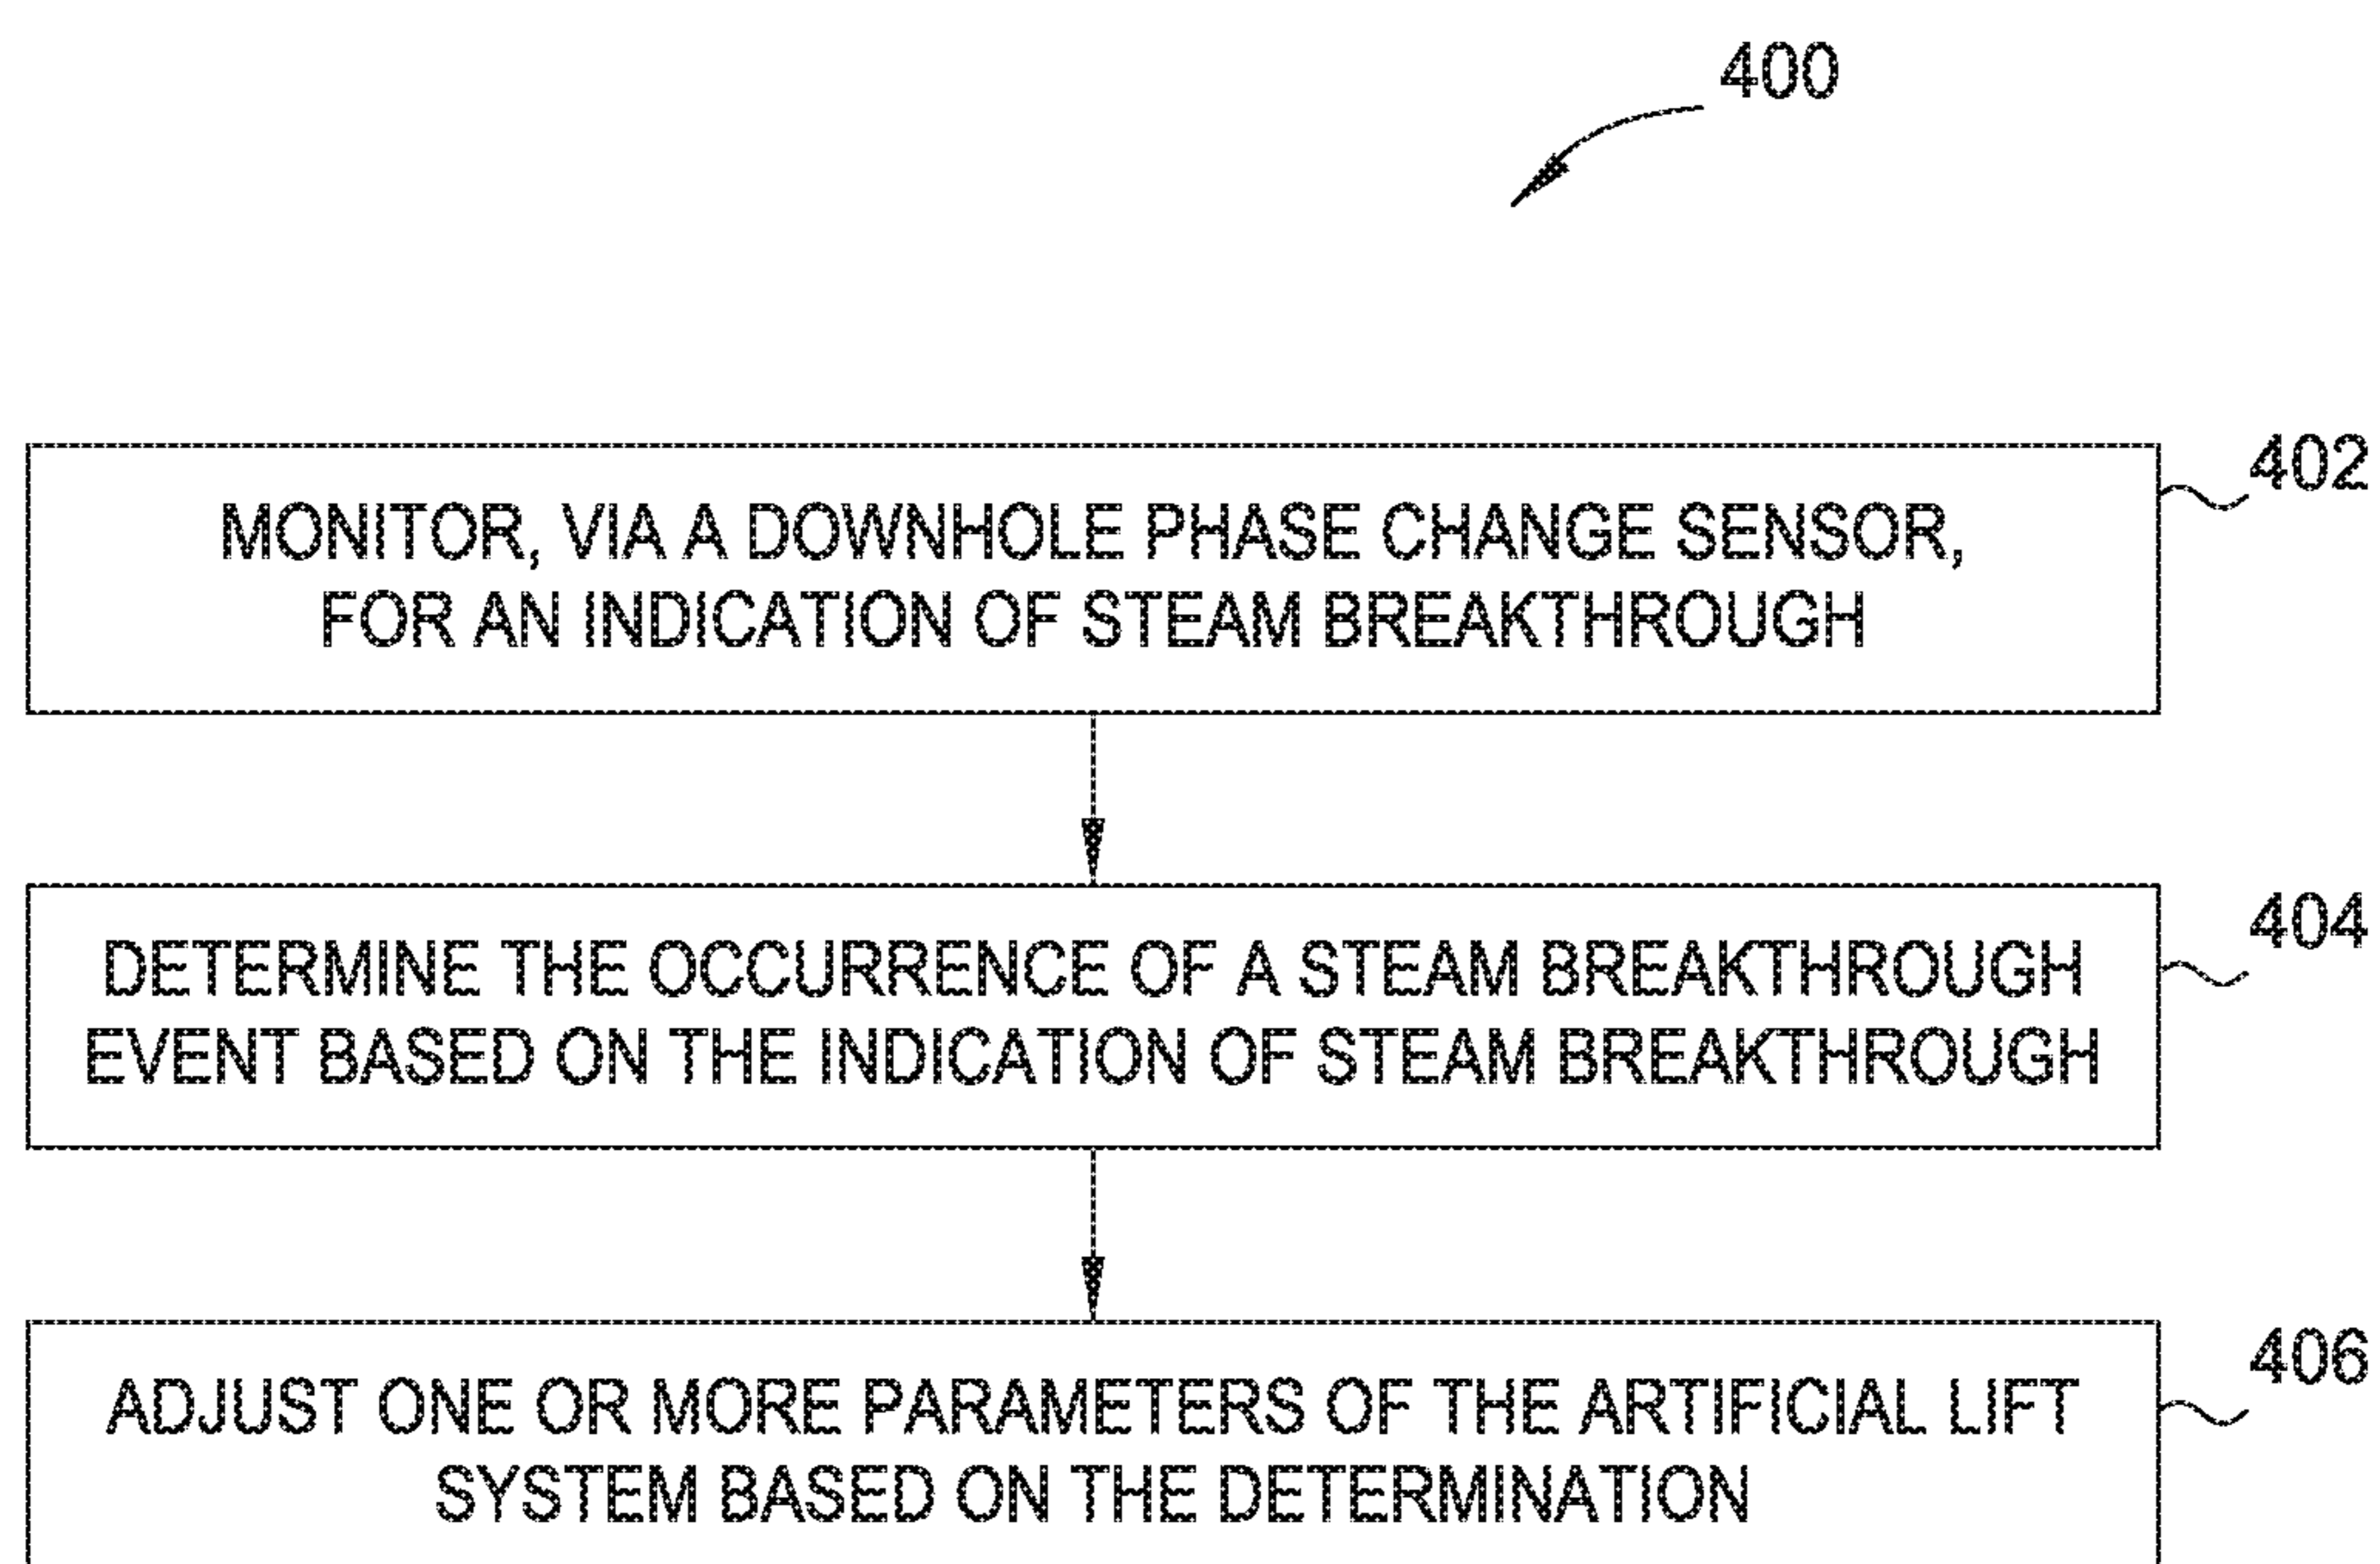 400
402
MONITOR, VIA A DOWNHOLE PHASE CHANGE SENSOR,
FOR AN INDICATION OF STEAM BREAKTHROUGH
404
DETERMINE THE OCCURRENCE OF A STEAM BREAKTHROUGH
EVENT BASED ON THE INDICATION OF STEAM BREAKTHROUGH
406
ADJUST ONE OR MORE PARAMETERS OF THE ARTIFICIAL LIFT
SYSTEM BASED ON THE DETERMINATION